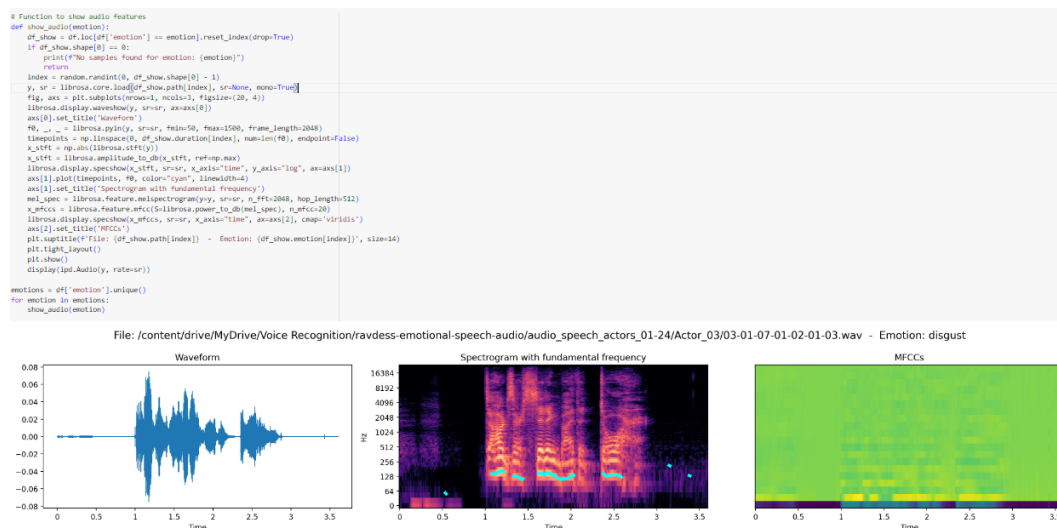 # Function to show audio features
def show_audio(emotion):
    df_show = df.loc[df['emotion'] == emotion].reset_index(drop=True)
    if df_show.shape[0] == 0:
        print(f"No samples found for emotion: {emotion}")
        return
    index = random.randint(0, df_show.shape[0] - 1)
    y, sr = librosa.core.load(df_show.path[index], sr=None, mono=True)
    fig, axs = plt.subplots(nrows=1, ncols=3, figsize=(20, 4))
    librosa.display.waveshow(y, sr=sr, ax=axs[0])
    axs[0].set_title('Waveform')
    f0, _, _ = librosa.pyin(y, sr=sr, fmin=50, fmax=1500, frame_length=2048)
    timepoints = np.linspace(0, df_show.duration[index], num=len(f0), endpoint=False)
    x_stft = np.abs(librosa.stft(y))
    x_stft = librosa.amplitude_to_db(x_stft, ref=np.max)
    librosa.display.specshow(x_stft, sr=sr, x_axis="time", y_axis="log", ax=axs[1])
    axs[1].plot(timepoints, f0, color="cyan", linewidth=4)
    axs[1].set_title('Spectrogram with fundamental frequency')
    mel_spec = librosa.feature.melspectrogram(y=y, sr=sr, n_fft=2048, hop_length=512)
    x_mfccs = librosa.feature.mfcc(S=librosa.power_to_db(mel_spec), n_mfcc=20)
    librosa.display.specshow(x_mfccs, sr=sr, x_axis="time", ax=axs[2], cmap='viridis')
    axs[2].set_title('MFCCs')
    plt.suptitle(f'File: {df_show.path[index]}  -  Emotion: {df_show.emotion[index]}', size=14)
    plt.tight_layout()
    plt.show()
    display(ipd.Audio(y, rate=sr))
emotions = df['emotion'].unique()
for emotion in emotions:
    show_audio(emotion)
File: /content/drive/MyDrive/Voice Recognition/ravdess-emotional-speech-audio/audio_speech_actors_01-24/Actor_03/03-01-07-01-02-01-03.wav - Emotion: disgust
Waveform
0.08
0.06
0.04
0.02
0.00
−0.02
−0.04
−0.06
−0.08
0 0.5 1 1.5 2 2.5 3 3.5
Time
Spectrogram with fundamental frequency
Hz
16384
8192
4096
2048
1024
512
256
128
64
0
0 0.5 1 1.5 2 2.5 3 3.5
Time
MFCCs
0 0.5 1 1.5 2 2.5 3
Time